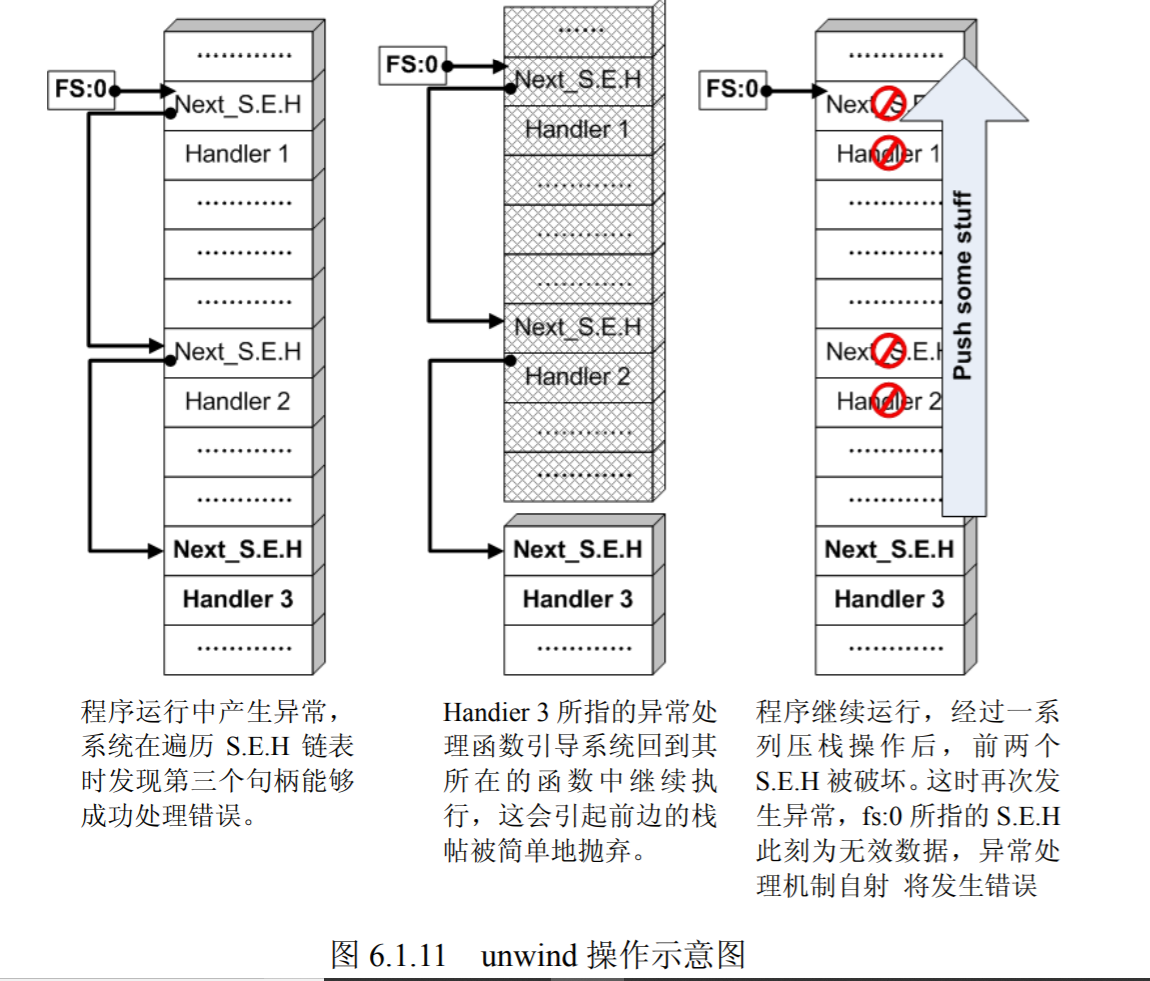 …………
FS:0
Next_S.E.H
Handler 1
…………
…………
…………
Next_S.E.H
Handler 2
…………
…………
Next_S.E.H
Handler 3
…………
……
FS:0
Next_S.E.H
Handler 1
…………
…………
…………
Next_S.E.H
Handler 2
…………
…………
Next_S.E.H
Handler 3
…………
…………
FS:0
Handler 1
…………
…………
…………
Handler 2
…………
…………
Next_S.E.H
Handler 3
…………
Push some stuff
程序运行中产生异常，
系统在遍历 S.E.H 链表
时发现第三个句柄能够
成功处理错误。
Handier 3 所指的异常处
理函数引导系统回到其
所在的函数中继续执
行，这会引起前边的栈
帧被简单地抛弃。
程序继续运行，经过一系
列压栈操作后，前两个
S.E.H 被破坏。这时再次发
生异常，fs:0 所指的 S.E.H
此刻为无效数据，异常处
理机制自射 将发生错误
图 6.1.11 unwind 操作示意图